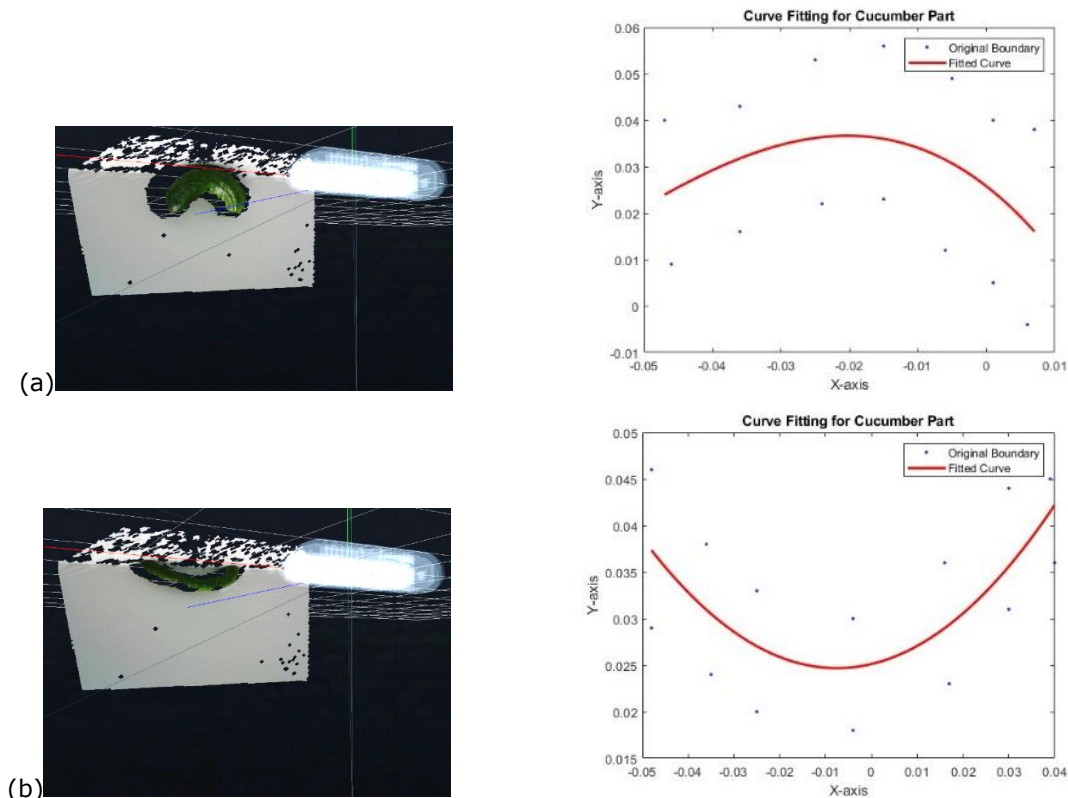 (a)
Curve Fitting for Cucumber Part
Original Boundary
Fitted Curve
0.06
0.05
0.04
0.03
0.02
0.01
0
-0.01
Y-axis
-0.05 -0.04 -0.03 -0.02 -0.01 0 0.01
X-axis
(b)
Curve Fitting for Cucumber Part
Original Boundary
Fitted Curve
0.05
0.045
0.04
0.035
0.03
0.025
0.02
0.015
Y-axis
-0.05 -0.04 -0.03 -0.02 -0.01 0 0.01 0.02 0.03 0.04
X-axis